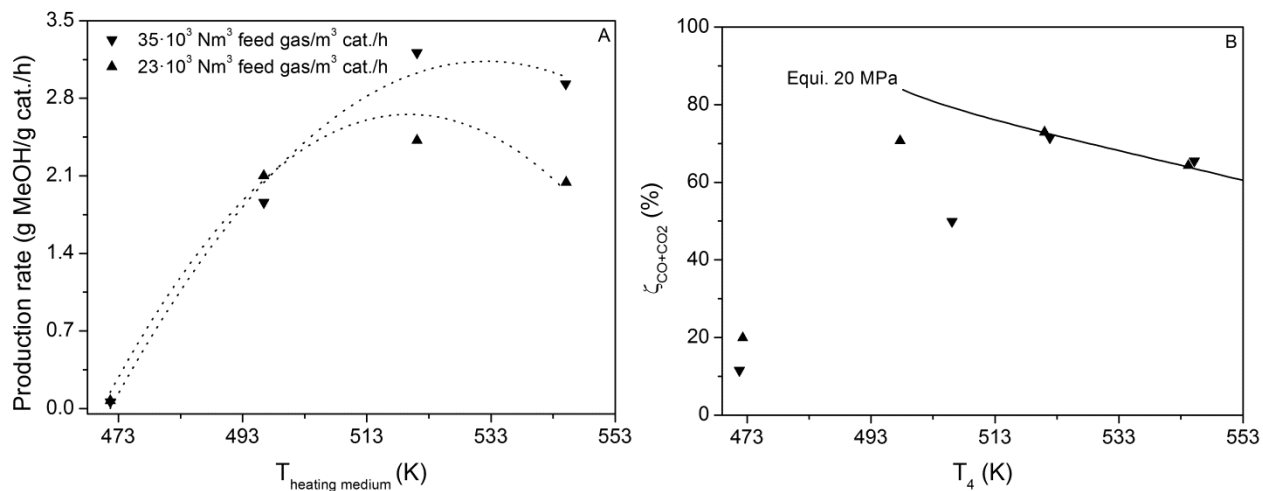 A
▼ 35·10³ Nm³ feed gas/m³ cat./h
▲ 23·10³ Nm³ feed gas/m³ cat./h
Production rate (g MeOH/g cat./h)
3.5
2.8
2.1
1.4
0.7
0.0
473 493 513 533 553
T heating medium (K)
B
Equi. 20 MPa
ζCO+CO2 (%)
100
80
60
40
20
0
473 493 513 533 553
T₄ (K)